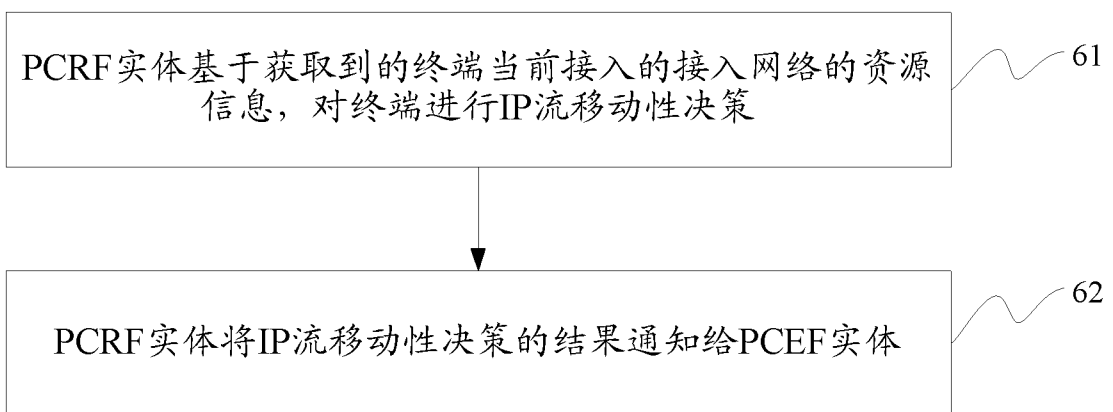 PCRF实体基于获取到的终端当前接入的接入网络的资源
信息，对终端进行IP流移动性决策
61
PCRF实体将IP流移动性决策的结果通知给PCEF实体
62